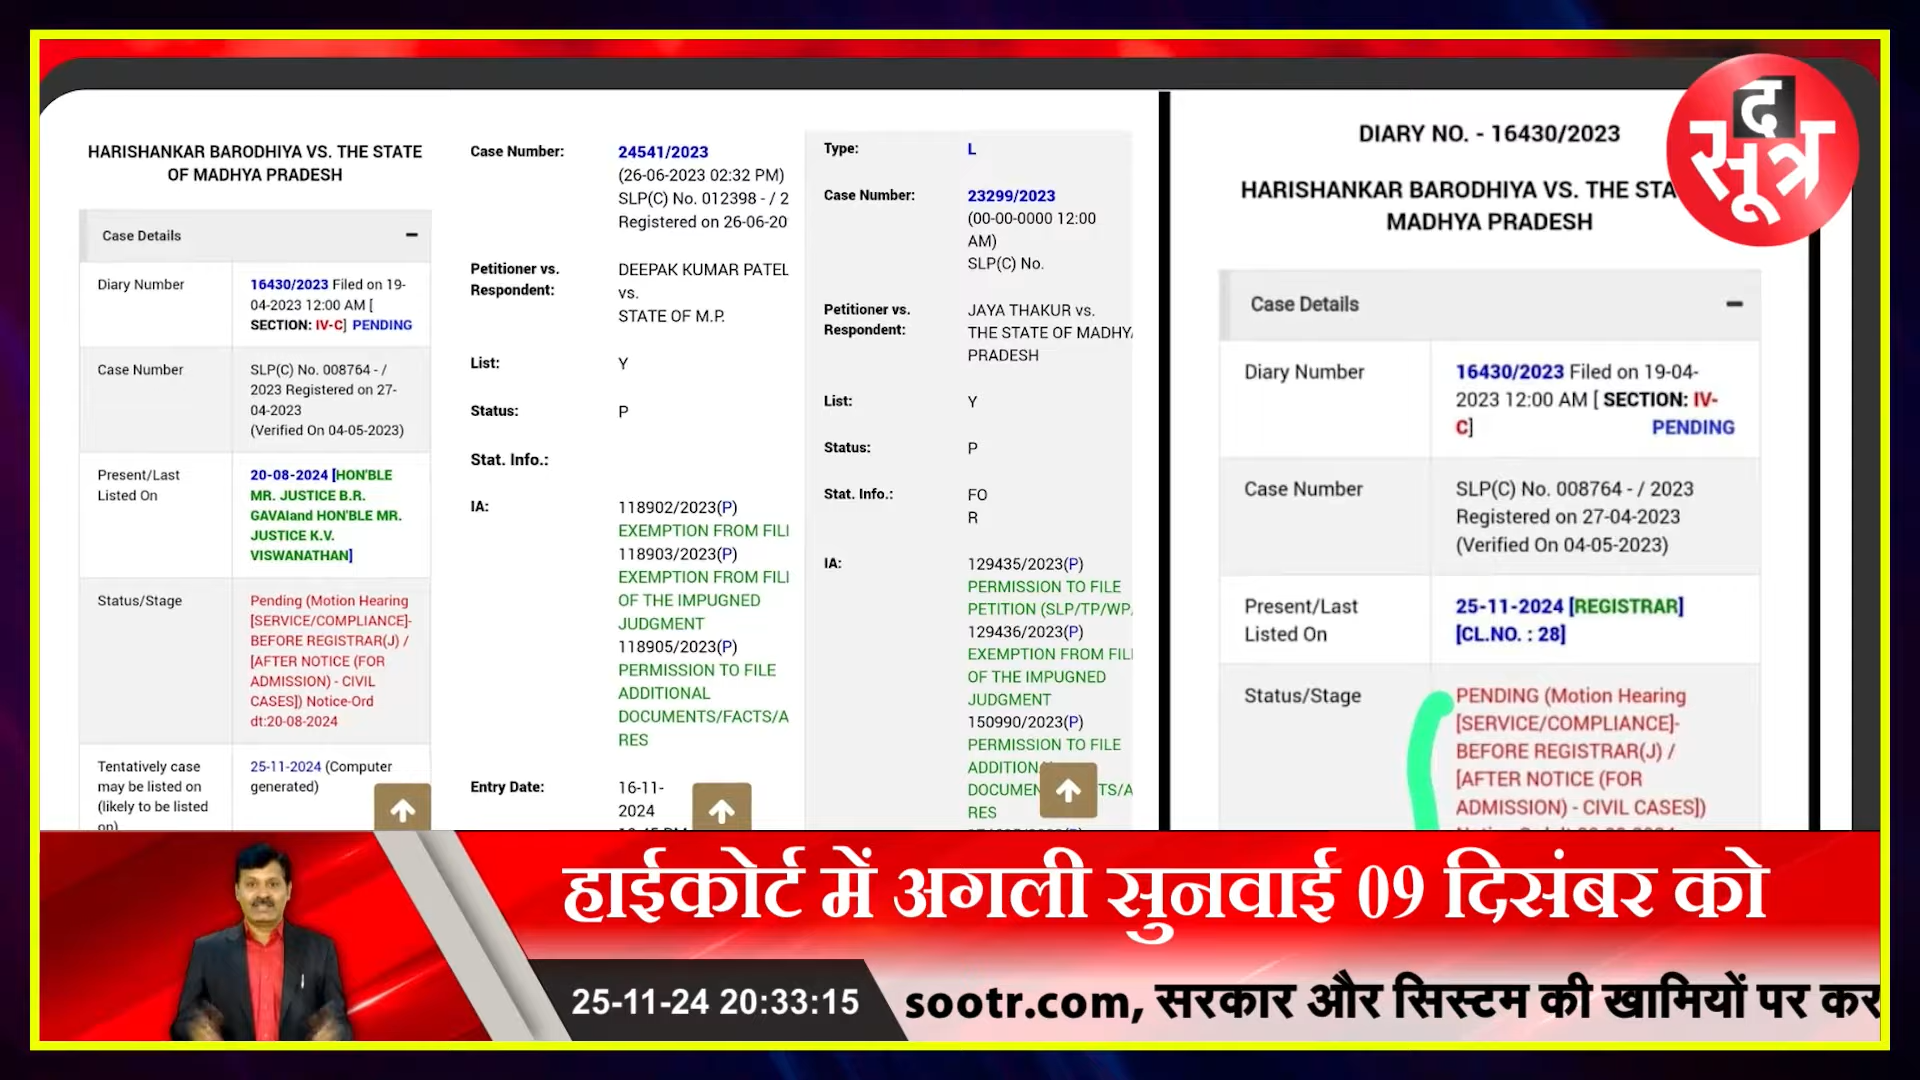 HARISHANKAR BARODHIYA VS. THE STATE
OF MADHYA PRADESH
Case Details
Diary Number
16430/2023 Filed on 19-
04-2023 12:00 AM [
SECTION: IV-C] PENDING
Case Number
SLP(C) No. 008764 - /
2023 Registered on 27-
04-2023
(Verified On 04-05-2023)
Present/Last
Listed On
20-08-2024 [HON'BLE
MR. JUSTICE B.R.
GAVAIand HON'BLE MR.
JUSTICE K.V.
VISWANATHAN]
Status/Stage
Pending (Motion Hearing
[SERVICE/COMPLIANCE]-
BEFORE REGISTRAR(J) /
[AFTER NOTICE (FOR
ADMISSION) - CIVIL
CASES]) Notice-Ord
dt:20-08-2024
Tentatively case
may be listed on
(likely to be listed
on)
25-11-2024 (Computer
generated)
Case Number:
24541/2023
(26-06-2023 02:32 PM)
SLP(C) No. 012398 - / 2
Registered on 26-06-20
Petitioner vs.
Respondent:
DEEPAK KUMAR PATEL
vs.
STATE OF M.P.
List:
Y
Status:
P
Stat. Info.:
IA:
118902/2023(P)
EXEMPTION FROM FILI
118903/2023(P)
EXEMPTION FROM FILI
OF THE IMPUGNED
JUDGMENT
118905/2023(P)
PERMISSION TO FILE
ADDITIONAL
DOCUMENTS/FACTS/A
RES
Entry Date:
16-11-
2024
Type:
L
Case Number:
23299/2023
(00-00-0000 12:00
AM)
SLP(C) No.
Petitioner vs.
Respondent:
JAYA THAKUR vs.
THE STATE OF MADHY
PRADESH
List:
Y
Status:
P
Stat. Info.:
FO
R
IA:
129435/2023(P)
PERMISSION TO FILE
PETITION (SLP/TP/WP/
129436/2023(P)
EXEMPTION FROM FILI
OF THE IMPUGNED
JUDGMENT
150990/2023(P)
PERMISSION TO FILE
ADDITION
DOCUMEN TS/A
RES
DIARY NO. - 16430/2023
HARISHANKAR BARODHIYA VS. THE STA
MADHYA PRADESH
Case Details
Diary Number
16430/2023 Filed on 19-04-
2023 12:00 AM [ SECTION: IV-
C] PENDING
Case Number
SLP(C) No. 008764 - / 2023
Registered on 27-04-2023
(Verified On 04-05-2023)
Present/Last
Listed On
25-11-2024 [REGISTRAR]
[CL.NO. : 28]
Status/Stage
PENDING (Motion Hearing
[SERVICE/COMPLIANCE]-
BEFORE REGISTRAR(J) /
[AFTER NOTICE (FOR
ADMISSION) - CIVIL CASES])
द
सूत्र
हाईकोर्ट में अगली सुनवाई 09 दिसंबर को
25-11-24 20:33:15
sootr.com, सरकार और सिस्टम की खामियों पर कर